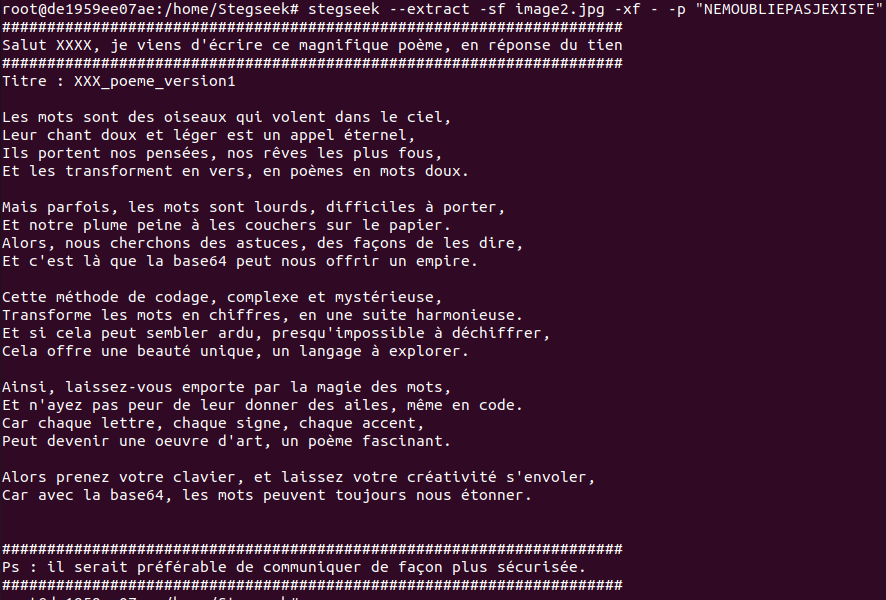 root@de1959ee07ae:/home/Stegseek# stegseek --extract -sf image2.jpg -xf - -p "NEMOUBLIEPASJEXISTE"
#####################################################################
Salut XXXX, je viens d'écrire ce magnifique poème, en réponse du tien
#####################################################################
Titre : XXX_poeme_version1
Les mots sont des oiseaux qui volent dans le ciel,
Leur chant doux et léger est un appel éternel,
Ils portent nos pensées, nos rêves les plus fous,
Et les transforment en vers, en poèmes en mots doux.
Mais parfois, les mots sont lourds, difficiles à porter,
Et notre plume peine à les couchers sur le papier.
Alors, nous cherchons des astuces, des façons de les dire,
Et c'est là que la base64 peut nous offrir un empire.
Cette méthode de codage, complexe et mystérieuse,
Transforme les mots en chiffres, en une suite harmonieuse.
Et si cela peut sembler ardu, presqu'impossible à déchiffrer,
Cela offre une beauté unique, un langage à explorer.
Ainsi, laissez-vous emporte par la magie des mots,
Et n'ayez pas peur de leur donner des ailes, même en code.
Car chaque lettre, chaque signe, chaque accent,
Peut devenir une oeuvre d'art, un poème fascinant.
Alors prenez votre clavier, et laissez votre créativité s'envoler,
Car avec la base64, les mots peuvent toujours nous étonner.
#####################################################################
Ps : il serait préférable de communiquer de façon plus sécurisée.
#####################################################################
root@de1959ee07ae:/home/Stegseek#